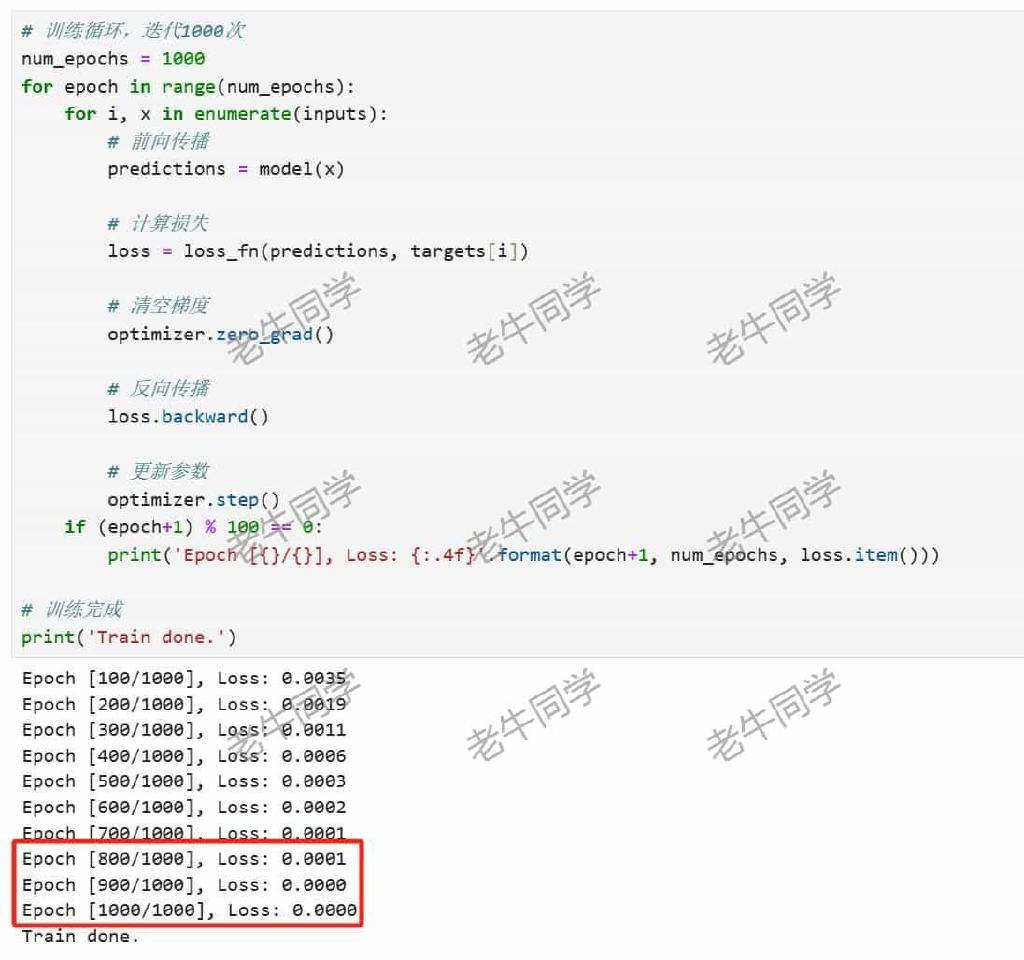 # 训练循环，迭代1000次
num_epochs = 1000
for epoch in range(num_epochs):
    for i, x in enumerate(inputs):
        # 前向传播
        predictions = model(x)
        # 计算损失
        loss = loss_fn(predictions, targets[i])
        # 清空梯度
        optimizer.zero_grad()
        # 反向传播
        loss.backward()
        # 更新参数
        optimizer.step()
    if (epoch+1) % 100 == 0:
        print('Epoch [{}/{}], Loss: {:.4f}'.format(epoch+1, num_epochs, loss.item()))
# 训练完成
print('Train done.')
Epoch [100/1000], Loss: 0.0035
Epoch [200/1000], Loss: 0.0019
Epoch [300/1000], Loss: 0.0011
Epoch [400/1000], Loss: 0.0006
Epoch [500/1000], Loss: 0.0003
Epoch [600/1000], Loss: 0.0002
Epoch [700/1000], Loss: 0.0001
Epoch [800/1000], Loss: 0.0001
Epoch [900/1000], Loss: 0.0000
Epoch [1000/1000], Loss: 0.0000
Train done.
老牛同学 老牛同学 老牛同学
老牛同学 老牛同学 老牛同学
老牛同学 老牛同学 老牛同学